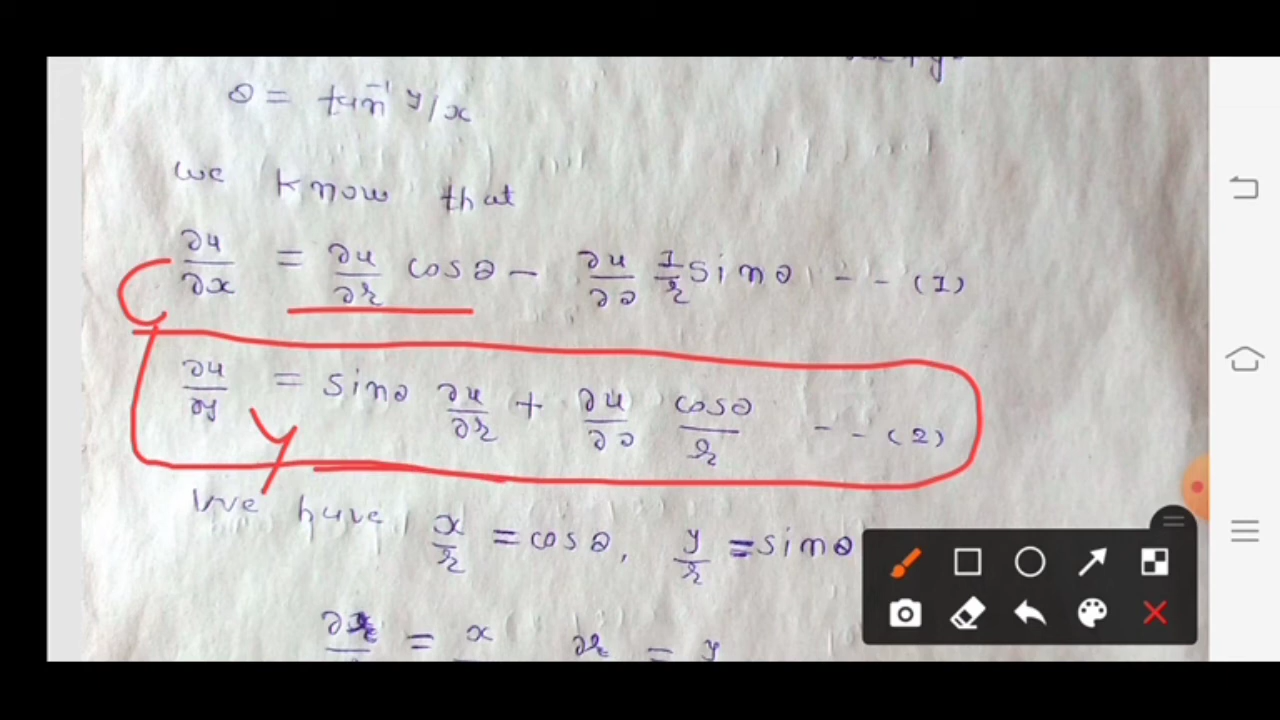 θ = tan⁻¹ y/x
we know that
∂u/∂x = ∂u/∂r cosθ − ∂u/∂θ 1/r sinθ - - (1)
∂u/∂y = sinθ ∂u/∂r + ∂u/∂θ cosθ/r - - (2)
y
We have x/r = cosθ, y/r = sinθ
= x = y